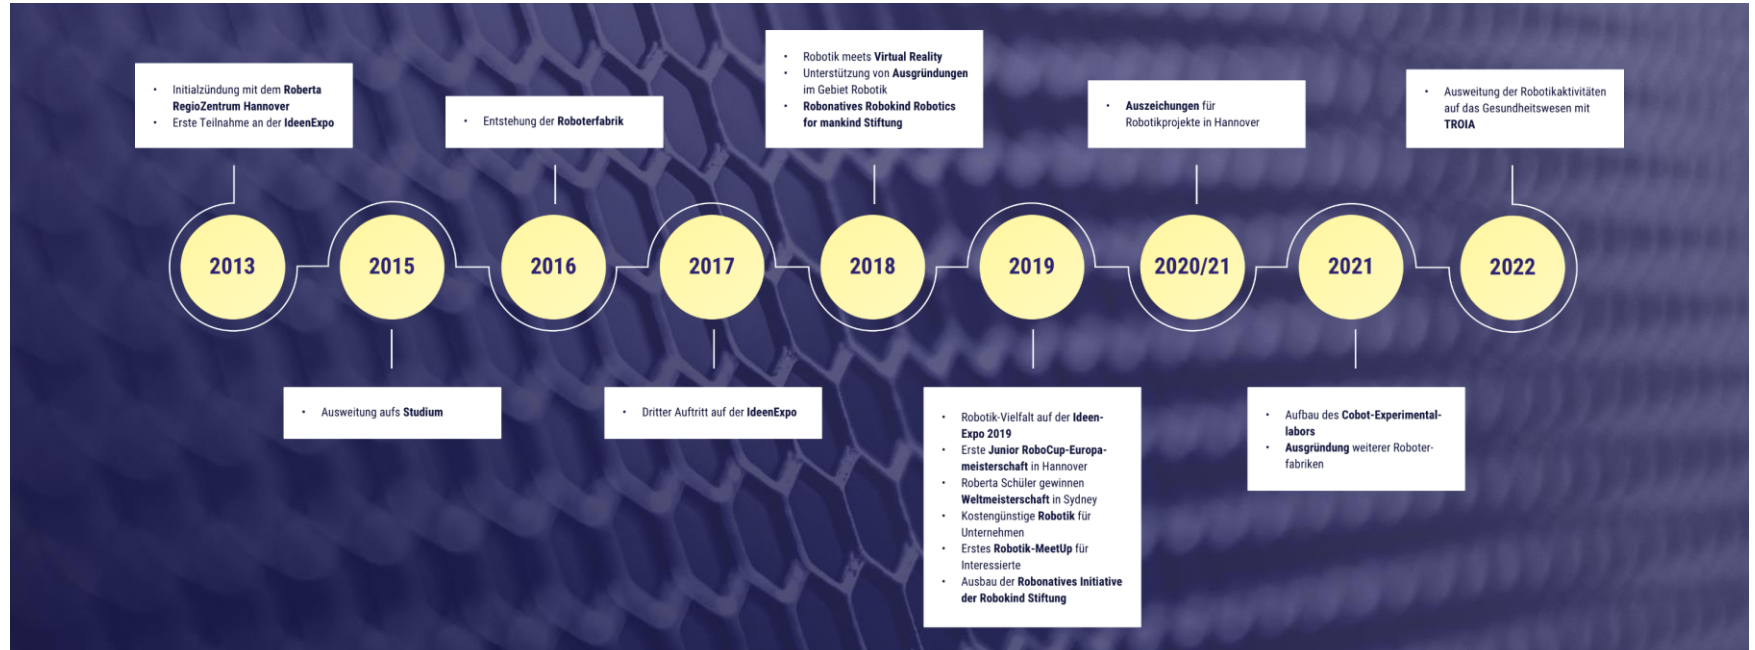 • Initialzündung mit dem Roberta
RegioZentrum Hannover
• Erste Teilnahme an der IdeenExpo
2013
2015
• Ausweitung aufs Studium
• Entstehung der Roboterfabrik
2016
2017
• Dritter Auftritt auf der IdeenExpo
• Robotik meets Virtual Reality
• Unterstützung von Ausgründungen
im Gebiet Robotik
• Robonatives Robokind Robotics
for mankind Stiftung
2018
2019
• Robotik-Vielfalt auf der Ideen-
Expo 2019
• Erste Junior RoboCup-Europa-
meisterschaft in Hannover
• Roberta Schüler gewinnen
Weltmeisterschaft in Sydney
• Kostengünstige Robotik für
Unternehmen
• Erstes Robotik-MeetUp für
Interessierte
• Ausbau der Robonatives Initiative
der Robokind Stiftung
• Auszeichungen für
Robotikprojekte in Hannover
2020/21
2021
• Aufbau des Cobot-Experimental-
labors
• Ausgründung weiterer Roboter-
fabriken
• Ausweitung der Robotikaktivitäten
auf das Gesundheitswesen mit
TROIA
2022